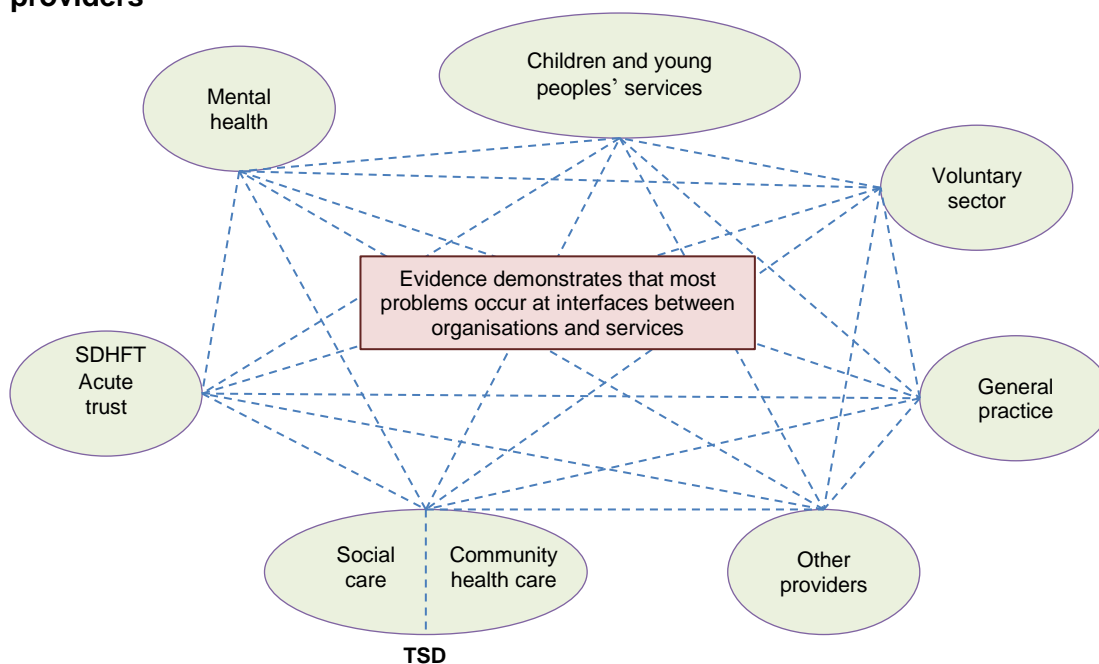 providers
Children and young
peoples’ services
Mental
health
Voluntary
sector
Evidence demonstrates that most
problems occur at interfaces between
organisations and services
SDHFT
Acute
trust
General
practice
Social
care
Community
health care
Other
providers
TSD